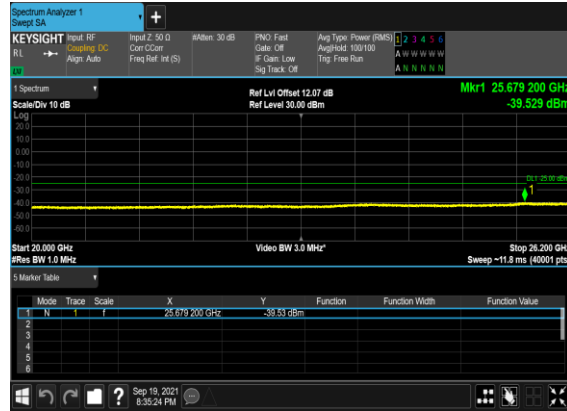 Spectrum Analyzer 1
Swept SA
+
KEYSIGHT Input: RF Input Z: 50 Ω #Atten: 30 dB PNO: Fast Avg Type: Power (RMS) 1 2 3 4 5 6
RL Coupling: DC Corr CCorr Gate: Off Avg|Hold: 100/100 A W W W W W
Align: Auto Freq Ref: Int (S) IF Gain: Low Trig: Free Run
LW Sig Track: Off A N N N N N
1 Spectrum Ref Lvl Offset 12.07 dB Mkr1 25.679 200 GHz
Scale/Div 10 dB Ref Level 30.00 dBm -39.529 dBm
Log
20.0
10.0
0.00
-10.0
-20.0 DL1 -25.00 dBm
-30.0 1
-40.0
-50.0
-60.0
Start 20.000 GHz Video BW 3.0 MHz* Stop 26.200 GHz
#Res BW 1.0 MHz Sweep ~11.8 ms (40001 pts)
5 Marker Table
Mode Trace Scale X Y Function Function Width Function Value
1 N 1 f 25.679 200 GHz -39.53 dBm
2
3
4
5
6
? Sep 19, 2021
8:35:24 PM